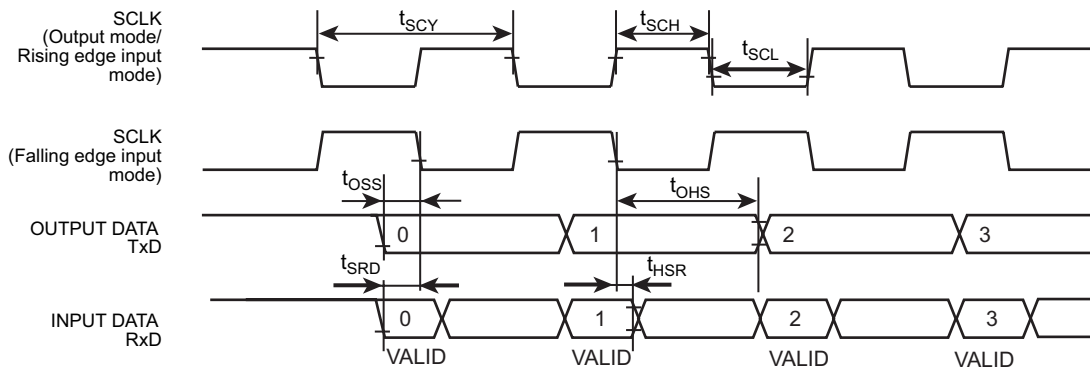 SCLK
(Output mode/
Rising edge input
mode)
tSCY
tSCH
tSCL
SCLK
(Falling edge input
mode)
tOSS
tOHS
OUTPUT DATA
TxD
0
1
2
3
tSRD
tHSR
INPUT DATA
RxD
0
1
2
3
VALID
VALID
VALID
VALID